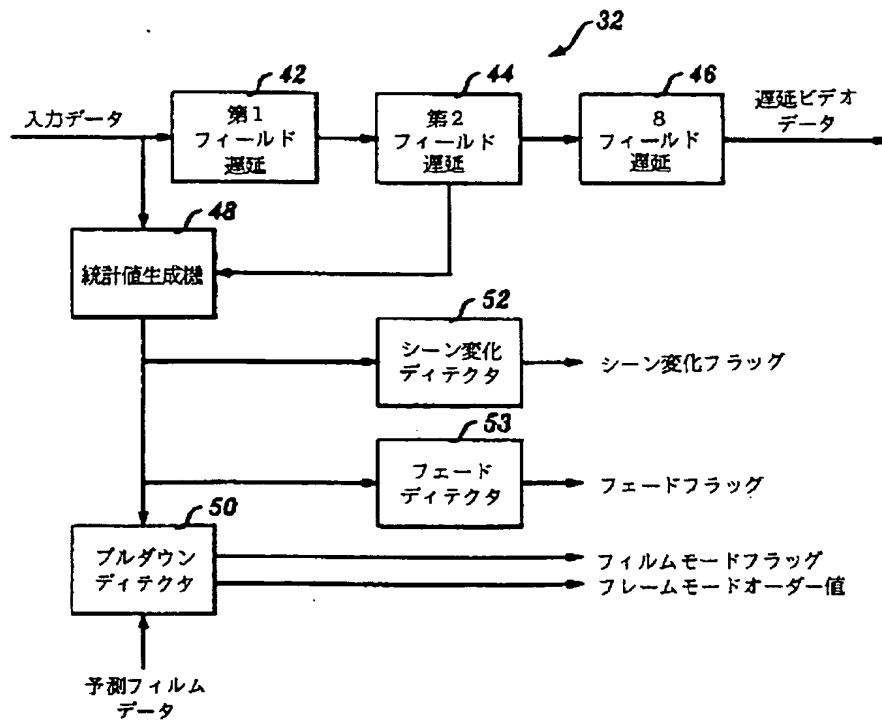 32
42
44
46
入力データ
第1
フィールド
遅延
第2
フィールド
遅延
8
フィールド
遅延
遅延ビデオ
データ
48
統計値生成機
52
シーン変化
ディテクタ
シーン変化フラッグ
53
フェード
ディテクタ
フェードフラッグ
50
プルダウン
ディテクタ
フィルムモードフラッグ
フレームモードオーダー値
予測フィルム
データ